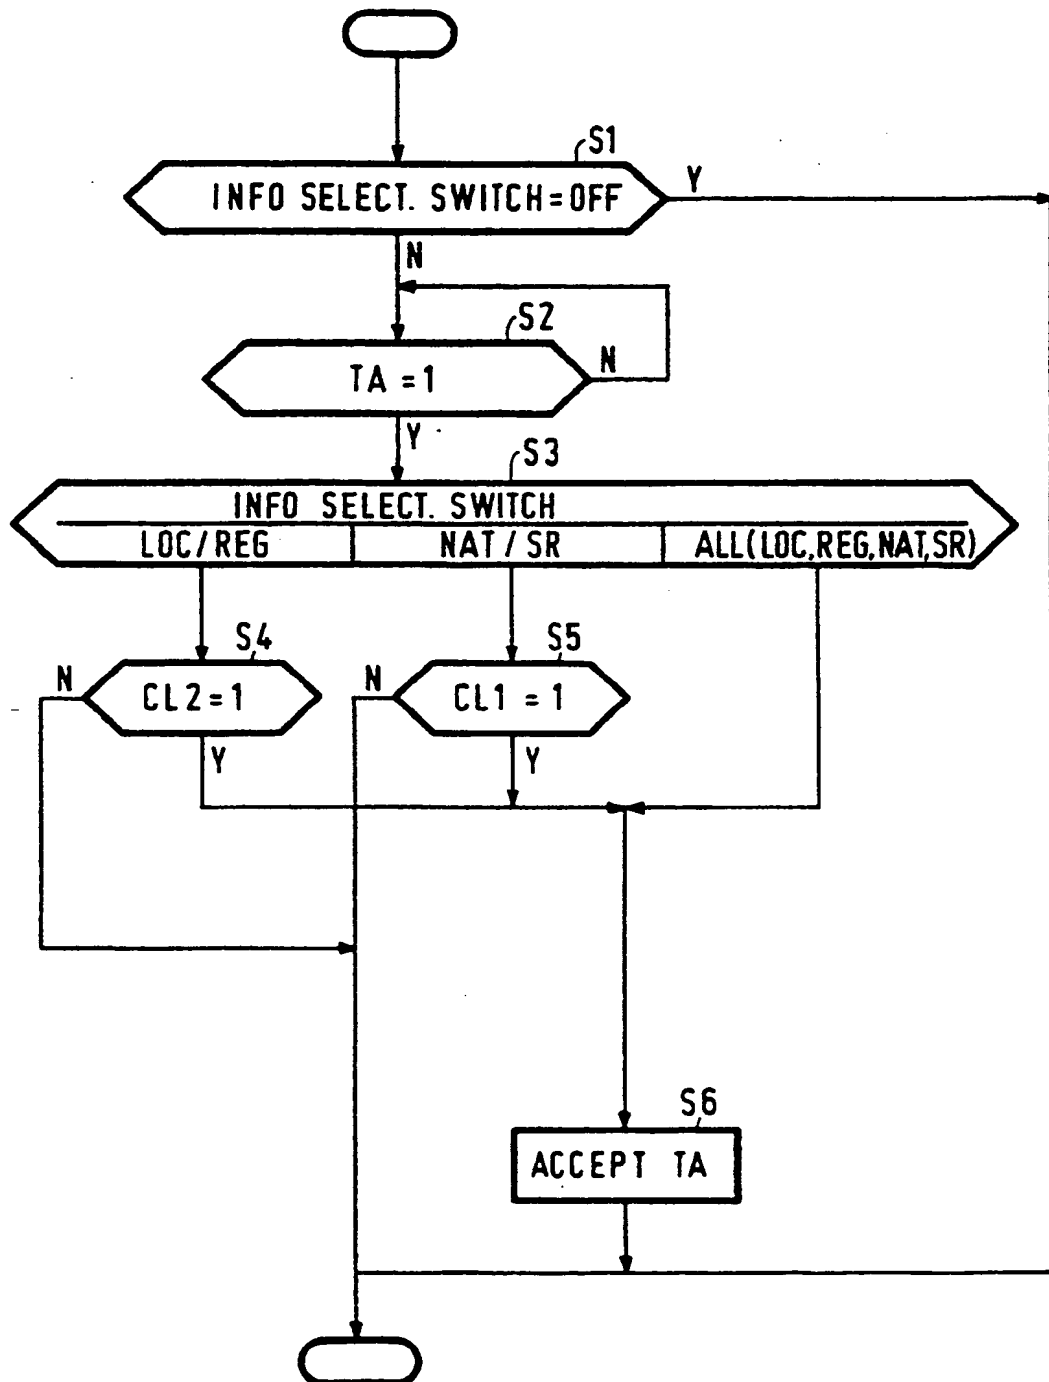 S1
INFO SELECT. SWITCH=OFF
Y
N
S2
TA =1
N
Y
S3
INFO SELECT. SWITCH
LOC/REG NAT / SR ALL(LOC,REG,NAT,SR)
S4 S5
N CL2=1 N CL1 = 1
Y Y
S6
ACCEPT TA